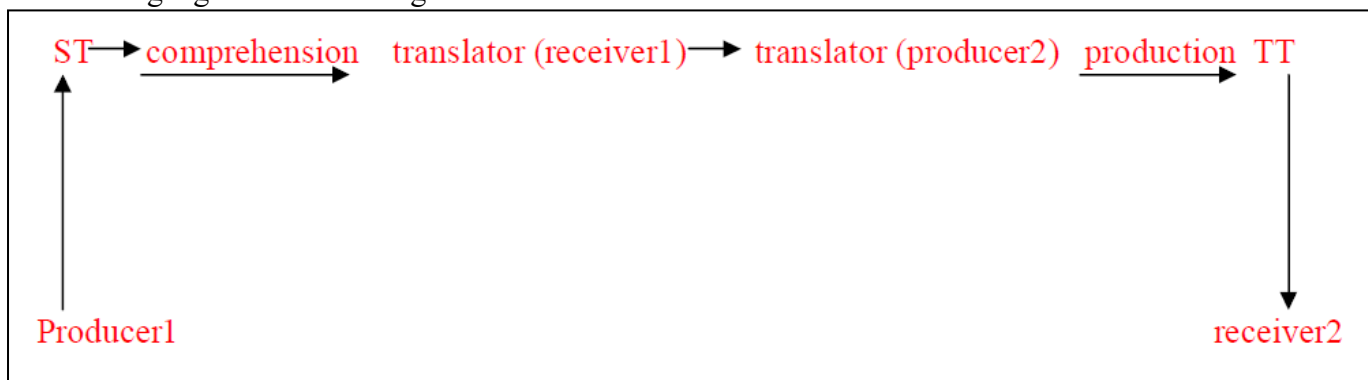 ST comprehension translator (receiver1) translator (producer2) production TT
Producer1 receiver2